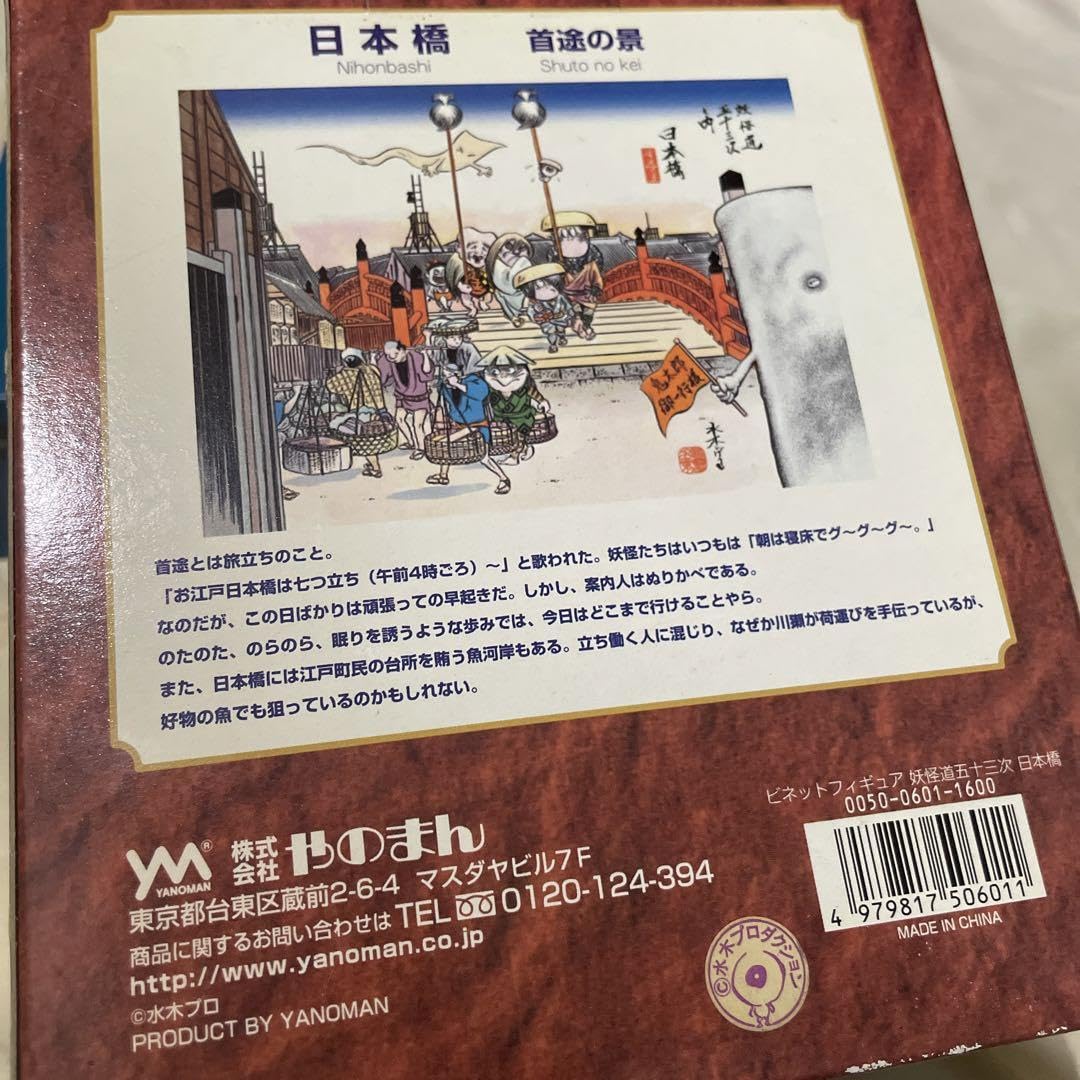 日本橋 首途の景
Nihonbashi Shuto no kei
妖怪道
五十三次
之内
日本橋
鬼太郎
御一行様
水木しげる
首途とは旅立ちのこと。
「お江戸日本橋は七つ立ち（午前4時ごろ）～」と歌われた。妖怪たちはいつもは「朝は寝床でグ～グ～グ～。」
なのだが、この日ばかりは頑張っての早起きだ。しかし、案内人はぬりかべである。
のたのた、のらのら、眠りを誘うような歩みでは、今日はどこまで行けることやら。
また、日本橋には江戸町民の台所を賄う魚河岸もある。立ち働く人に混じり、なぜか川獺が荷運びを手伝っているが、
好物の魚でも狙っているのかもしれない。
ビネットフィギュア 妖怪道五十三次 日本橋
0050-0601-1600
4 979817 506011
MADE IN CHINA
YM®
YANOMAN
株式会社 やのまん
東京都台東区蔵前2-6-4 マスダヤビル7F
商品に関するお問い合わせは TEL 0120-124-394
http://www.yanoman.co.jp
©水木プロ
PRODUCT BY YANOMAN
©水木プロダクション